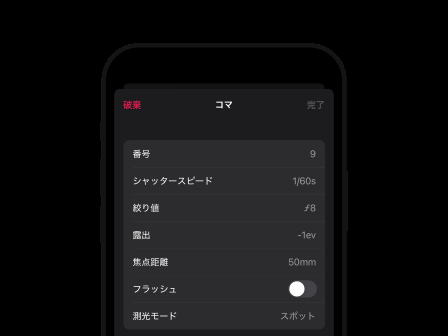 破棄 コマ 完了
番号 9
シャッタースピード 1/60s
絞り値 ƒ8
露出 -1ev
焦点距離 50mm
フラッシュ
測光モード スポット